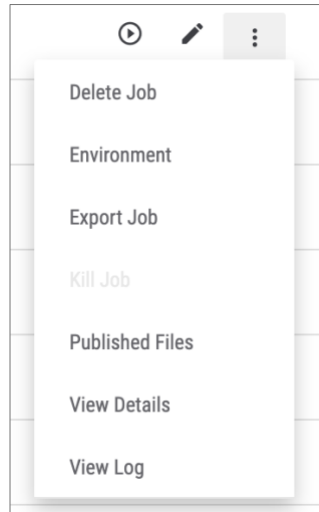 Delete Job
Environment
Export Job
Kill Job
Published Files
View Details
View Log